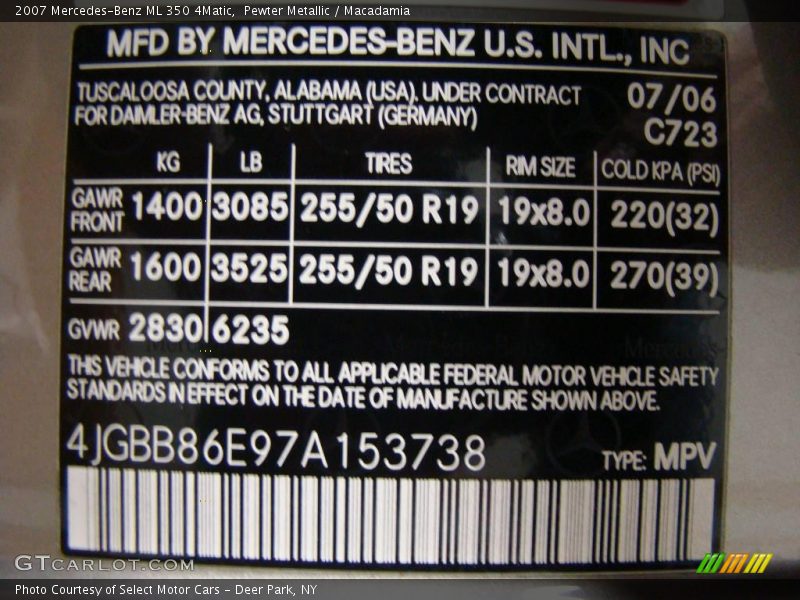 2007 Mercedes-Benz ML 350 4Matic, Pewter Metallic / Macadamia
MFD BY MERCEDES-BENZ U.S. INTL., INC
TUSCALOOSA COUNTY, ALABAMA (USA). UNDER CONTRACT 07/06
FOR DAIMLER-BENZ AG, STUTTGART (GERMANY) C723
KG LB TIRES RIM SIZE COLD KPA (PSI)
GAWR FRONT 1400 3085 255/50 R19 19x8.0 220(32)
GAWR REAR 1600 3525 255/50 R19 19x8.0 270(39)
GVWR 2830 6235
THIS VEHICLE CONFORMS TO ALL APPLICABLE FEDERAL MOTOR VEHICLE SAFETY
STANDARDS IN EFFECT ON THE DATE OF MANUFACTURE SHOWN ABOVE.
4JGBB86E97A153738 TYPE: MPV
GTCARLOT.COM
Photo Courtesy of Select Motor Cars - Deer Park, NY